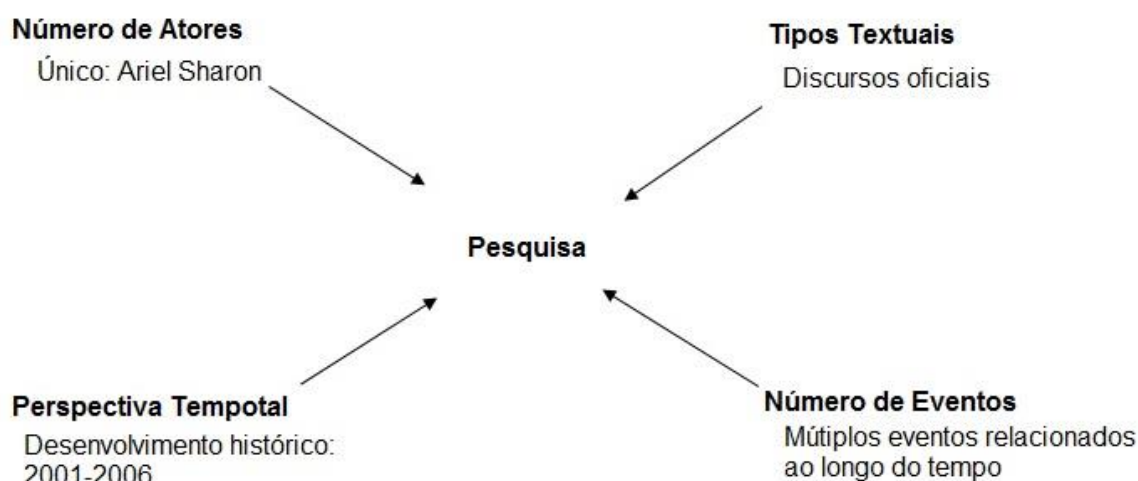 Número de Atores
Único: Ariel Sharon
Tipos Textuais
Discursos oficiais
Pesquisa
Perspectiva Tempotal
Desenvolvimento histórico:
2001-2006
Número de Eventos
Mútiplos eventos relacionados
ao longo do tempo